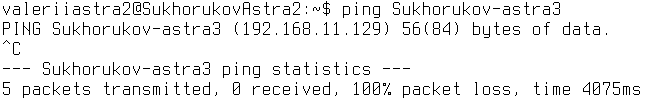 valeriiastra2@SukhorukovAstra2:~$ ping Sukhorukov-astra3
PING Sukhorukov-astra3 (192.168.11.129) 56(84) bytes of data.
^C
--- Sukhorukov-astra3 ping statistics ---
5 packets transmitted, 0 received, 100% packet loss, time 4075ms